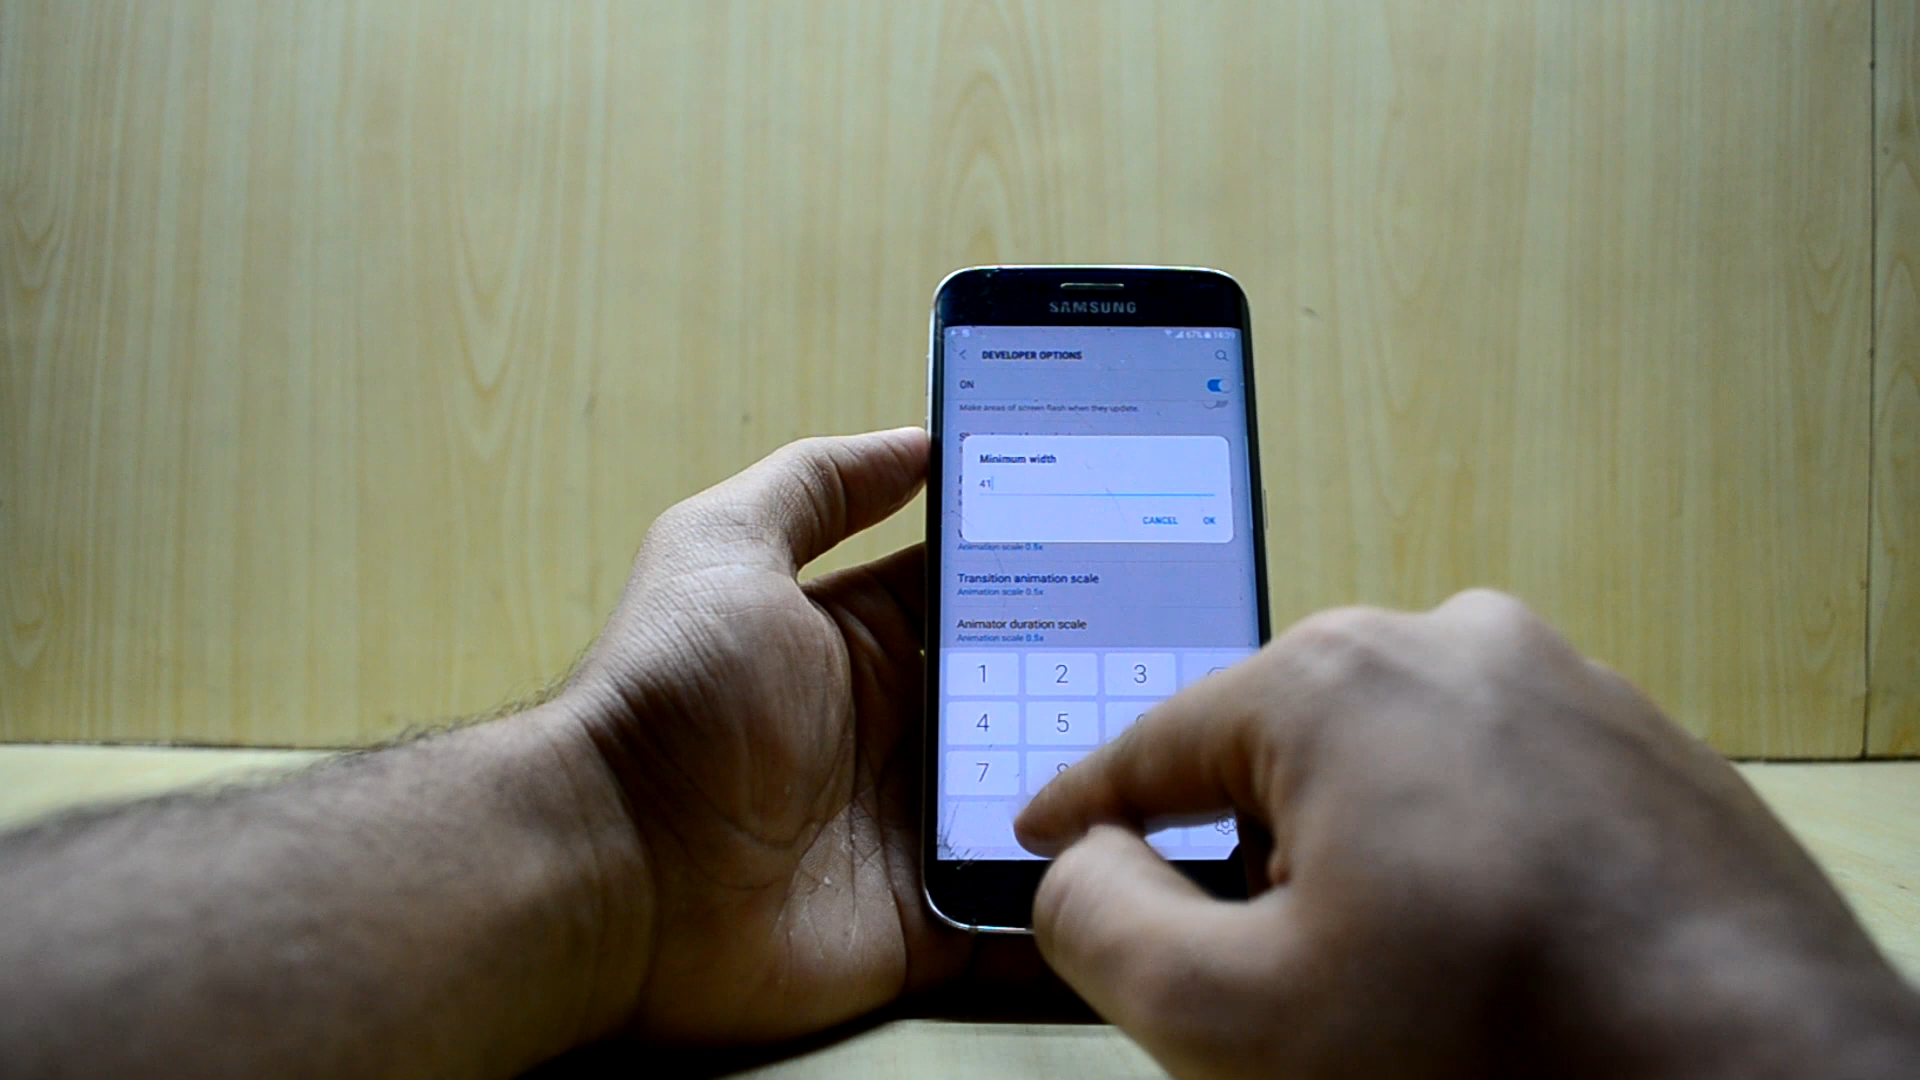 SAMSUNG
67%
DEVELOPER OPTIONS
ON
Make areas of screen flash when they update.
Minimum width
41
CANCEL OK
Animation scale 0.5x
Transition animation scale
Animation scale 0.5x
Animator duration scale
Animation scale 0.5x
1 2 3
4 5
7 8